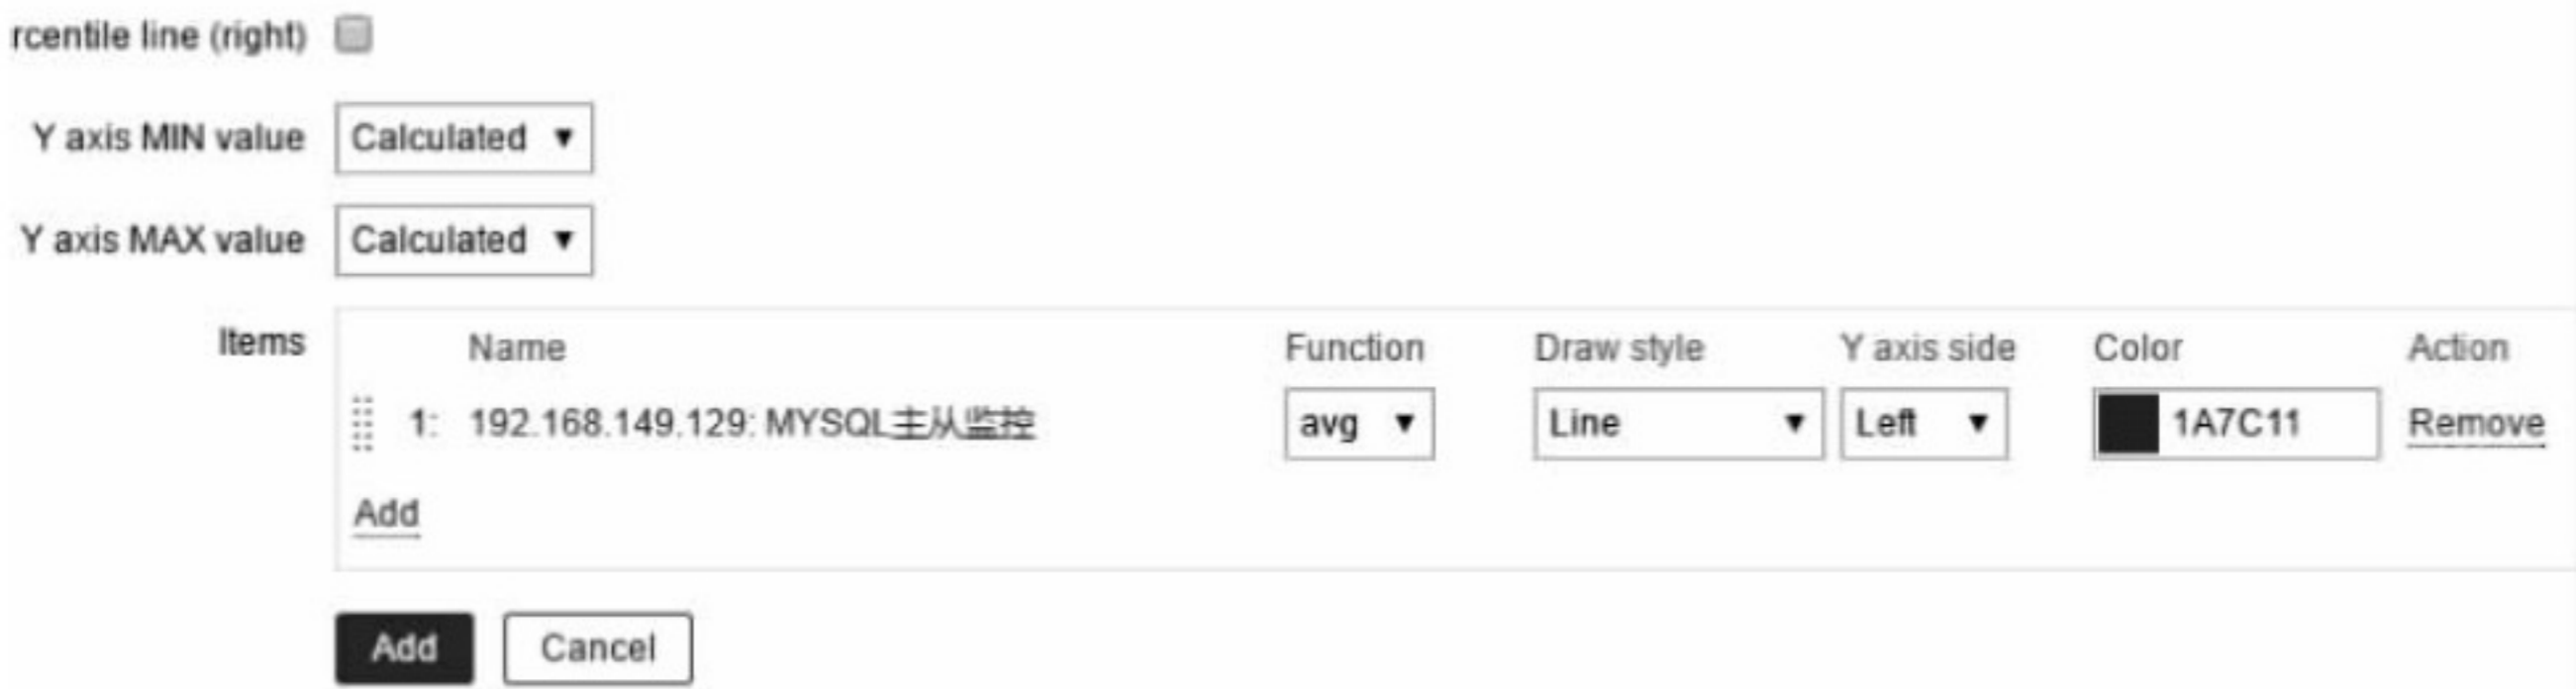 rcentile line (right)
Y axis MIN value Calculated
Y axis MAX value Calculated
Items Name Function Draw style Y axis side Color Action
1: 192.168.149.129: MYSQL主从监控 avg Line Left 1A7C11 Remove
Add
Add Cancel